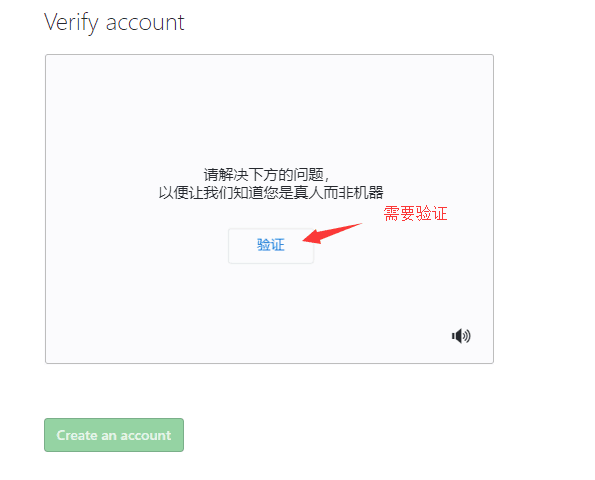 Verify account
请解决下方的问题，
以便让我们知道您是真人而非机器
需要验证
验证
Create an account